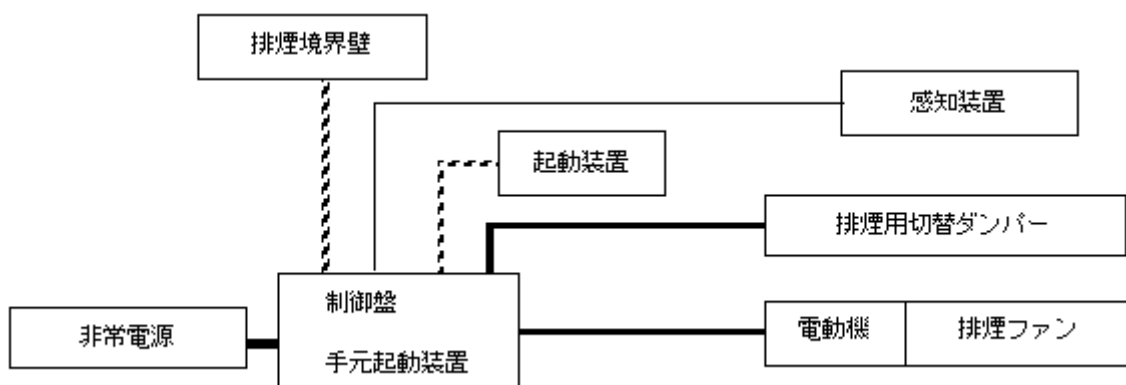 排煙境界壁
感知装置
起動装置
排煙用切替ダンパー
制御盤
非常電源
電動機
排煙ファン
手元起動装置